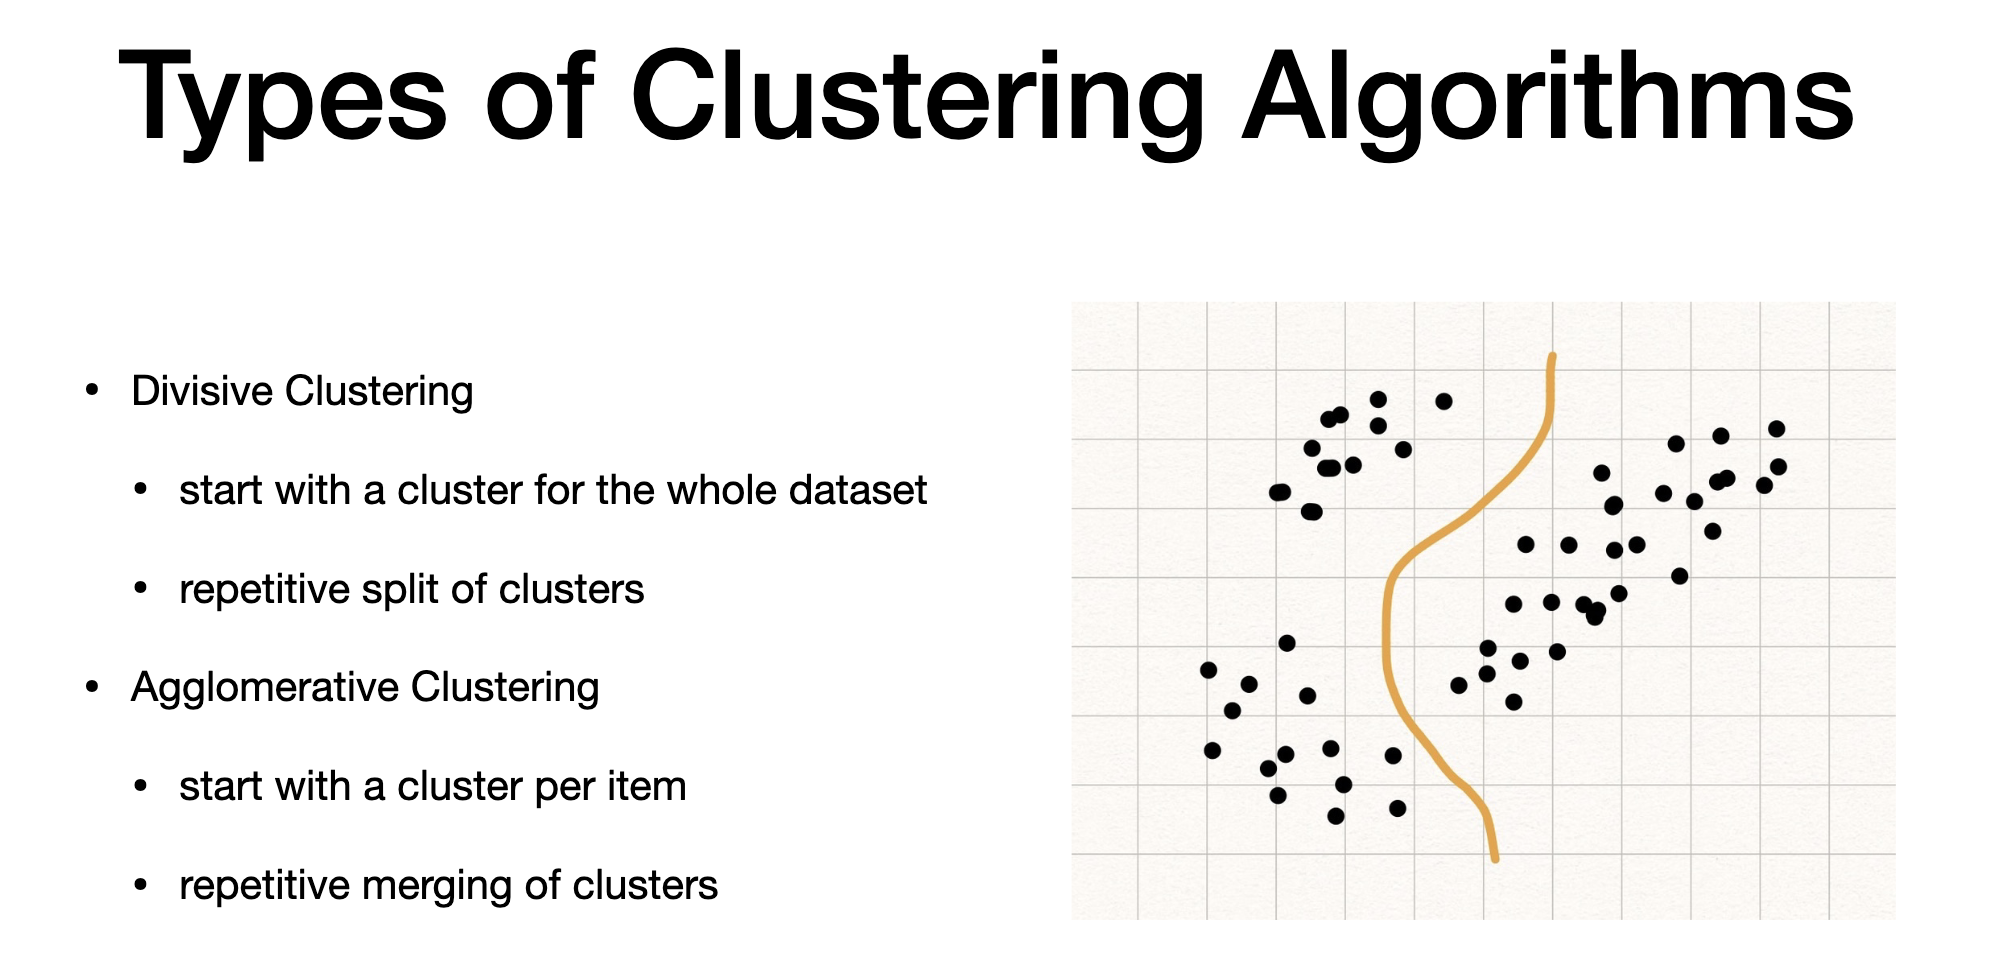 Types of Clustering Algorithms
• Divisive Clustering
• start with a cluster for the whole dataset
• repetitive split of clusters
• Agglomerative Clustering
• start with a cluster per item
• repetitive merging of clusters